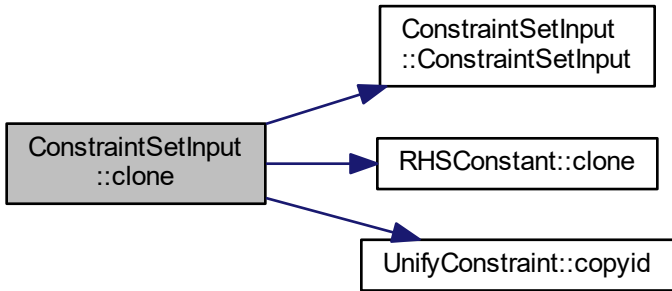 ConstraintSetInput
::clone
ConstraintSetInput
::ConstraintSetInput
RHSConstant::clone
UnifyConstraint::copyid